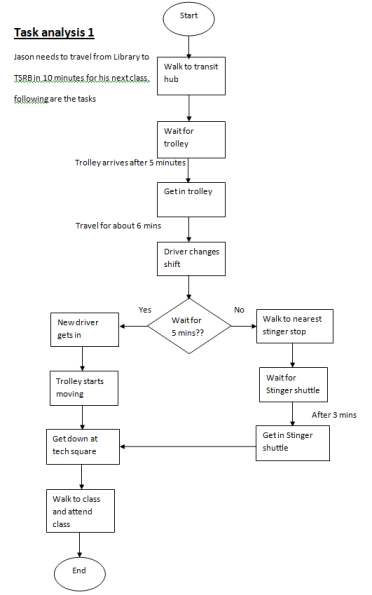 Start
Task analysis 1
Jason needs to travel from Library to
TSRB in 10 minutes for his next class,
following are the tasks
Walk to transit
hub
Wait for
trolley
Trolley arrives after 5 minutes
Get in trolley
Travel for about 6 mins
Driver changes
shift
Yes
Wait for
5 mins??
No
New driver
gets in
Walk to nearest
stinger stop
Trolley starts
moving
Wait for
Stinger shuttle
After 3 mins
Get down at
tech square
Get in Stinger
shuttle
Walk to class
and attend
class
End